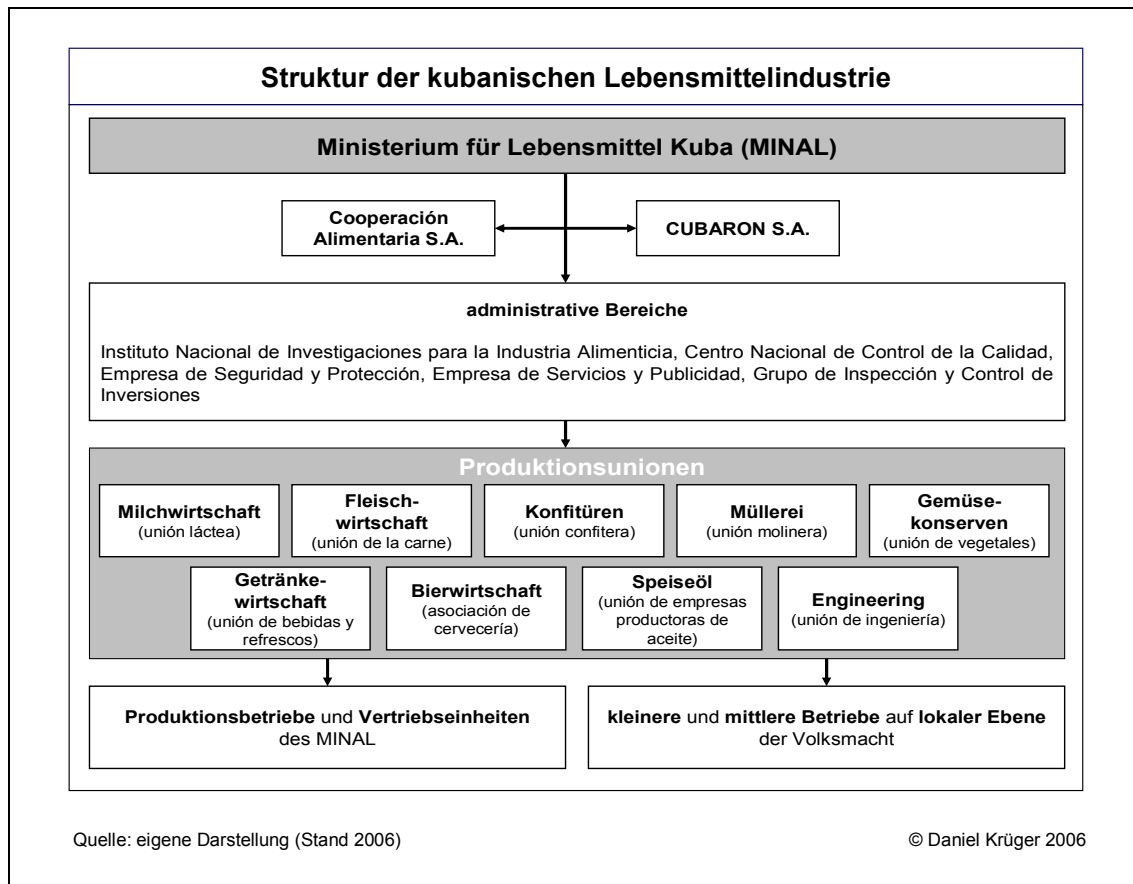 Struktur der kubanischen Lebensmittelindustrie
Ministerium für Lebensmittel Kuba (MINAL)
Cooperación
Alimentaria S.A.
CUBARON S.A.
administrative Bereiche
Instituto Nacional de Investigaciones para la Industria Alimenticia, Centro Nacional de Control de la Calidad,
Empresa de Seguridad y Protección, Empresa de Servicios y Publicidad, Grupo de Inspección y Control de
Inversiones
Produktionsunionen
Milchwirtschaft
(unión láctea)
Fleisch-
wirtschaft
(unión de la carne)
Konfitüren
(unión confitera)
Müllerei
(unión molinera)
Gemüse-
konserven
(unión de vegetales)
Getränke-
wirtschaft
(unión de bebidas y
refrescos)
Bierwirtschaft
(asociación de
cervecería)
Speiseöl
(unión de empresas
productoras de
aceite)
Engineering
(unión de ingeniería)
Produktionsbetriebe und Vertriebseinheiten
des MINAL
kleinere und mittlere Betriebe auf lokaler Ebene
der Volksmacht
Quelle: eigene Darstellung (Stand 2006)
© Daniel Krüger 2006